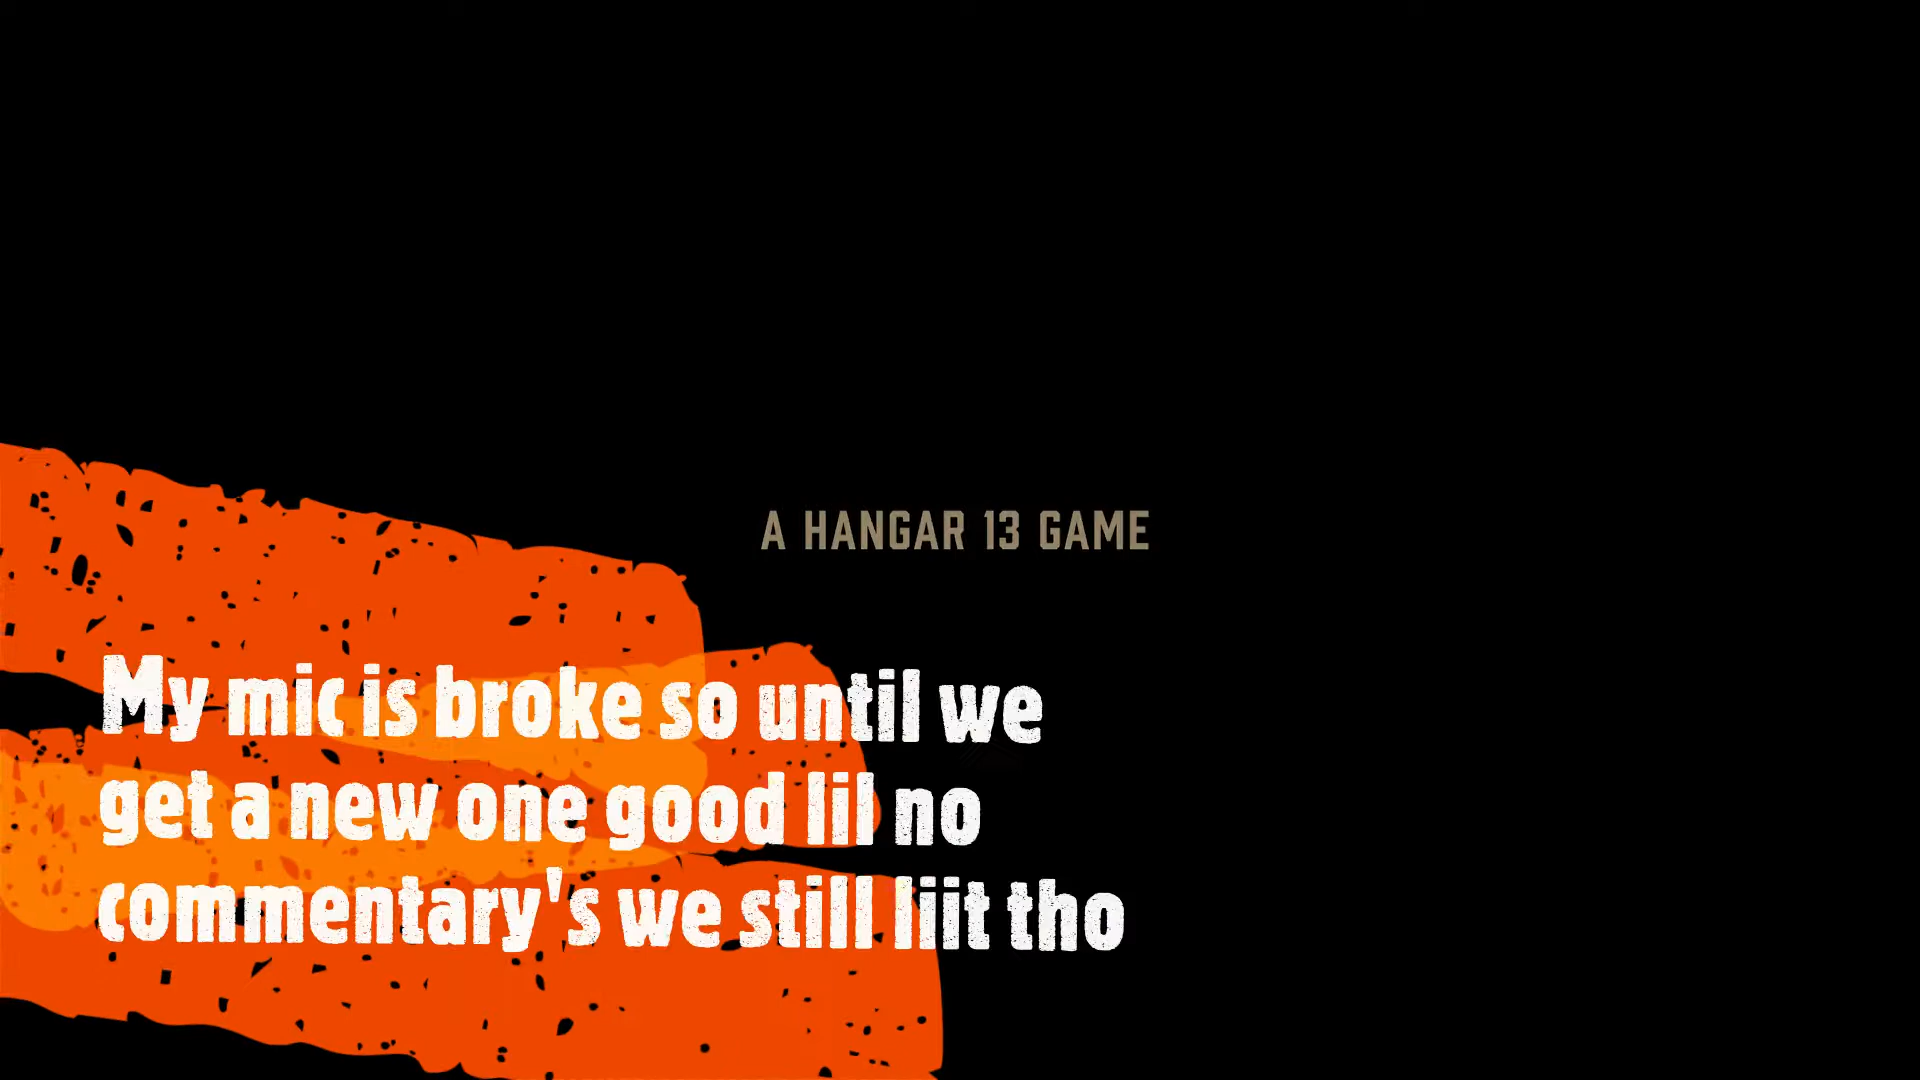 A HANGAR 13 GAME
My mic is broke so until we
get a new one good lil no
commentary's we still liit tho